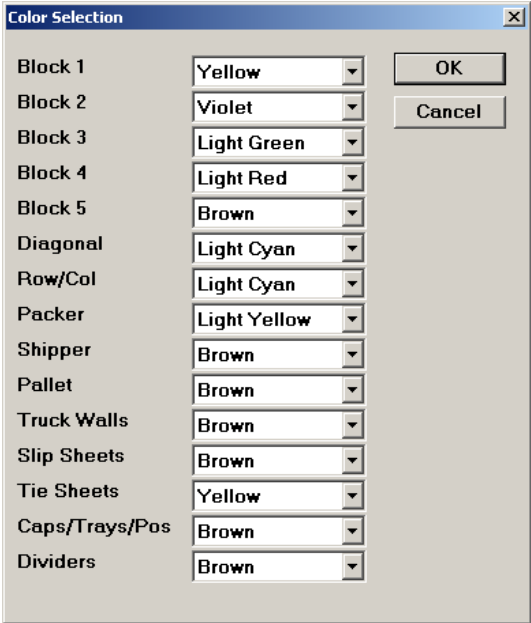 Color Selection
Block 1 Yellow OK
Block 2 Violet Cancel
Block 3 Light Green
Block 4 Light Red
Block 5 Brown
Diagonal Light Cyan
Row/Col Light Cyan
Packer Light Yellow
Shipper Brown
Pallet Brown
Truck Walls Brown
Slip Sheets Brown
Tie Sheets Yellow
Caps/Trays/Pos Brown
Dividers Brown